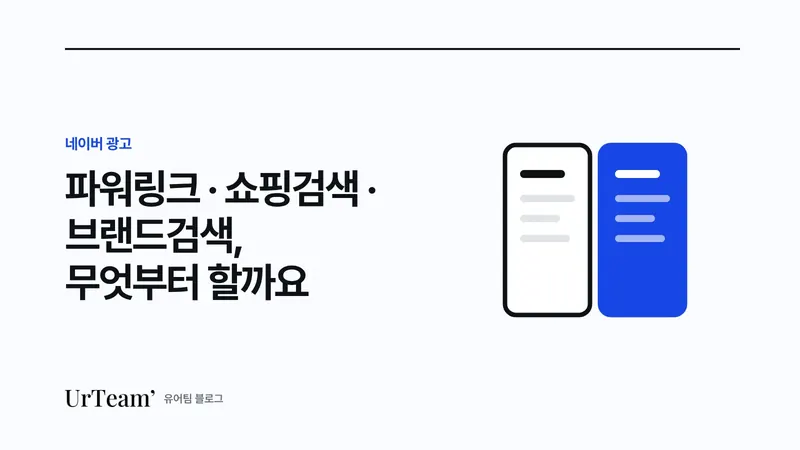 네이버 광고
파워링크 · 쇼핑검색 ·
브랜드검색,
무엇부터 할까요
UrTeam’ 유어팀 블로그